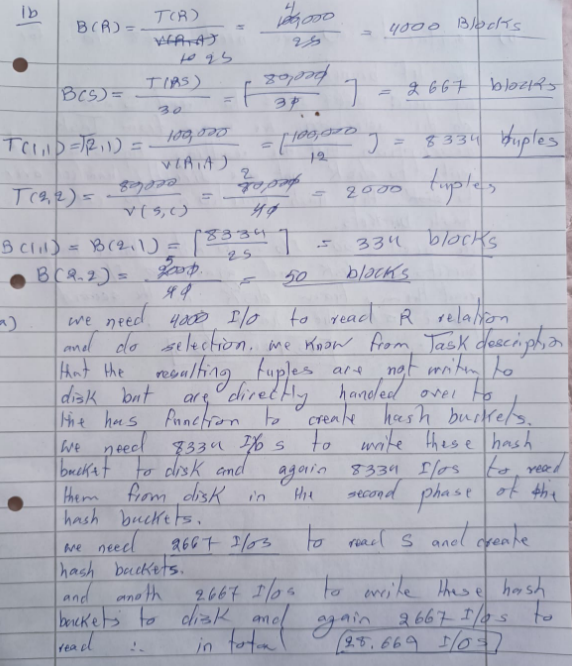 1b
B(R) = T(R) / V(R,A) 10 25 = 4 100,000 / 25 = 4000 Blocks
B(S) = T(RS) / 30 = [80,000 / 30] = 2667 blocks
T(1,1) = T(2,1) = 100,000 / V(R,A) = [100,000 / 12] = 8334 tuples
T(2,2) = 80,000 / V(S,C) = 2 80,000 / 40 = 2000 tuples
B(1,1) = B(2,1) = [8334 / 25] = 334 blocks
B(2,2) = 5 2000 / 40 = 50 blocks
a) we need 4000 I/O to read R relation
and do selection. we know from Task description
that the resulting tuples are not written to
disk but are directly handed over to
the has function to create hash buckets.
we need 8334 I/O s to write these hash
bucket to disk and again 8334 I/Os to read
them from disk in the second phase of the
hash buckets.
we need 2667 I/Os to read S and create
hash buckets.
and anoth 2667 I/Os to write these hash
buckets to disk and again 2667 I/Os to
read ∴ in total [28.669 I/Os]